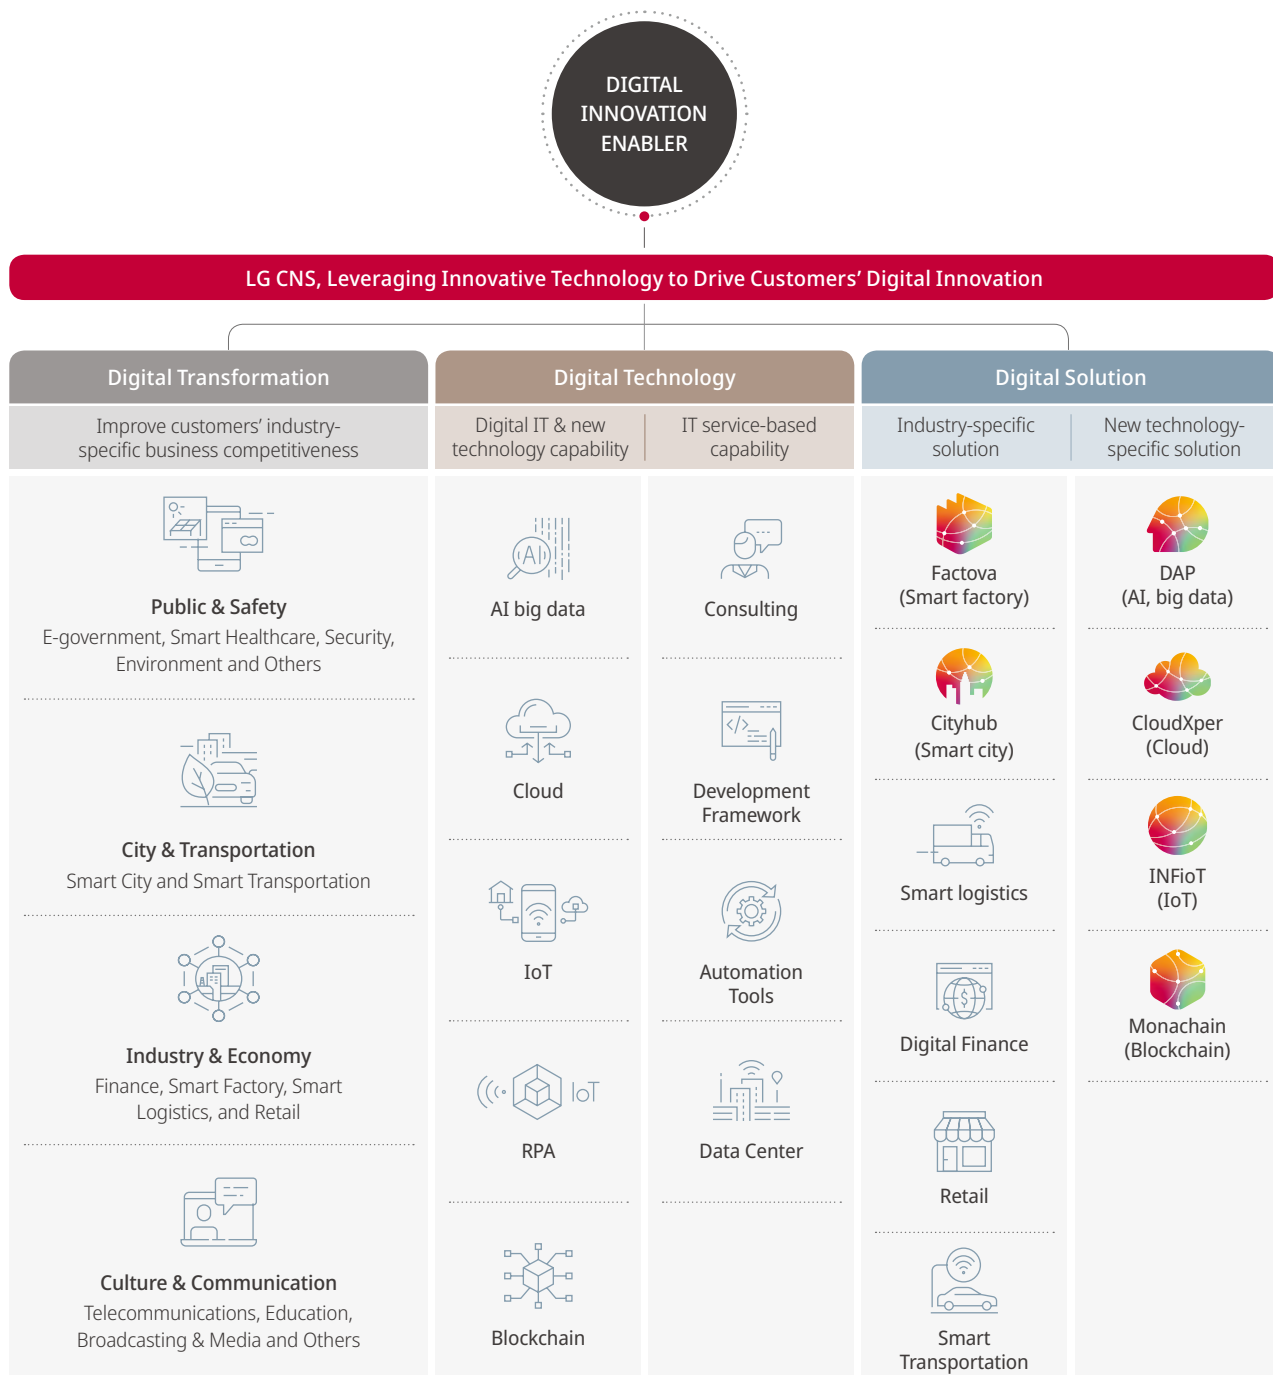 DIGITAL
INNOVATION
ENABLER
LG CNS, Leveraging Innovative Technology to Drive Customers’ Digital Innovation
Digital Transformation
Improve customers’ industry-
specific business competitiveness
Public & Safety
E-government, Smart Healthcare, Security,
Environment and Others
City & Transportation
Smart City and Smart Transportation
Industry & Economy
Finance, Smart Factory, Smart
Logistics, and Retail
Culture & Communication
Telecommunications, Education,
Broadcasting & Media and Others
Digital Technology
Digital IT & new
technology capability
AI
AI big data
Cloud
IoT
IoT
RPA
Blockchain
IT service-based
capability
Consulting
</>
Development
Framework
Automation
Tools
Data Center
Digital Solution
Industry-specific
solution
Factova
(Smart factory)
Cityhub
(Smart city)
Smart logistics
$
Digital Finance
Retail
Smart
Transportation
New technology-
specific solution
DAP
(AI, big data)
CloudXper
(Cloud)
INFioT
(IoT)
Monachain
(Blockchain)